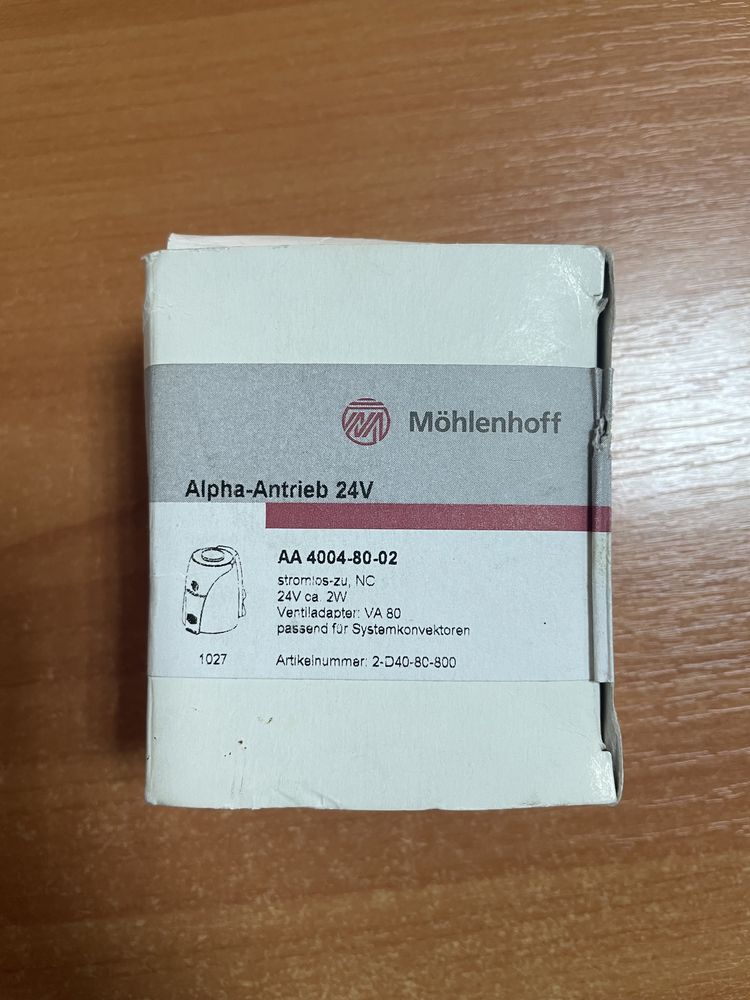 Möhlenhoff
Alpha-Antrieb 24V
AA 4004-80-02
stromlos-zu, NC
24V ca. 2W
Ventiladapter: VA 80
passend für Systemkonvektoren
1027
Artikelnummer: 2-D40-80-800